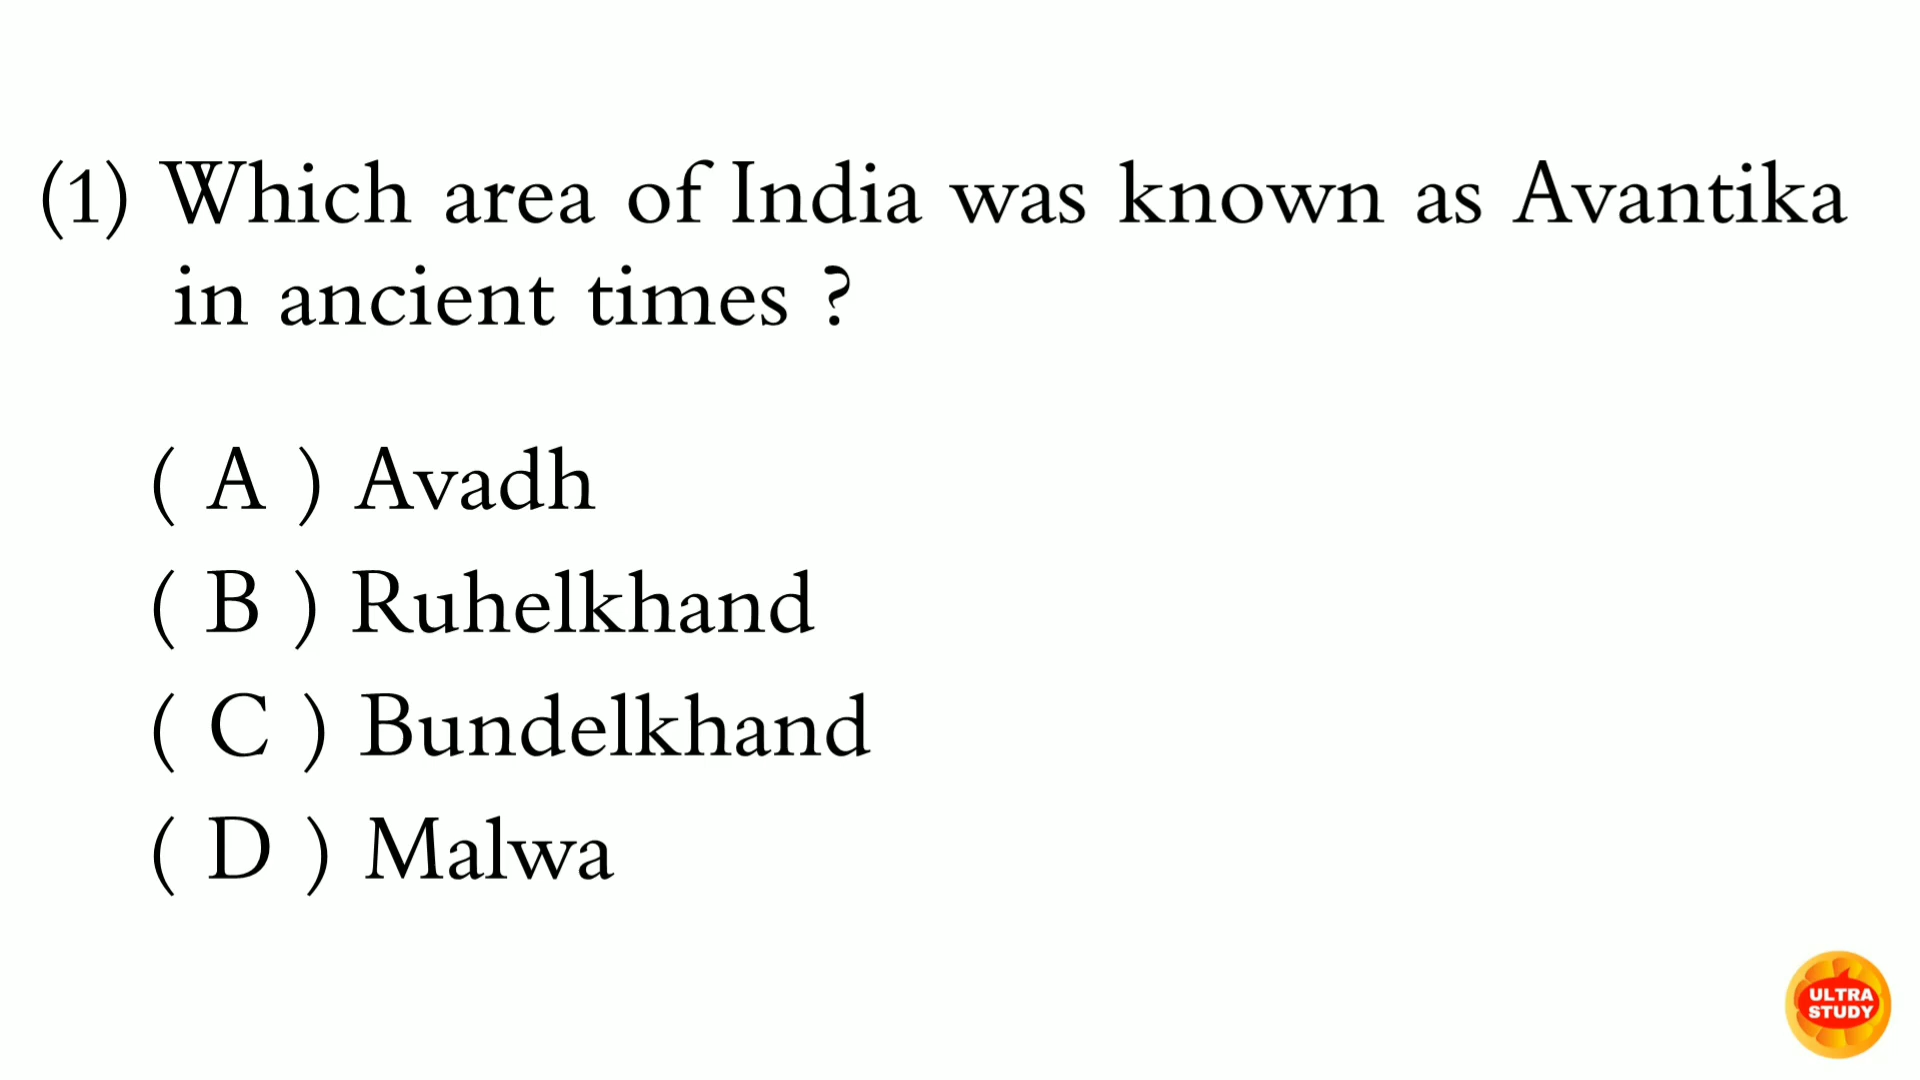 (1) Which area of India was known as Avantika
in ancient times ?
( A ) Avadh
( B ) Ruhelkhand
( C ) Bundelkhand
( D ) Malwa
ULTRA
STUDY